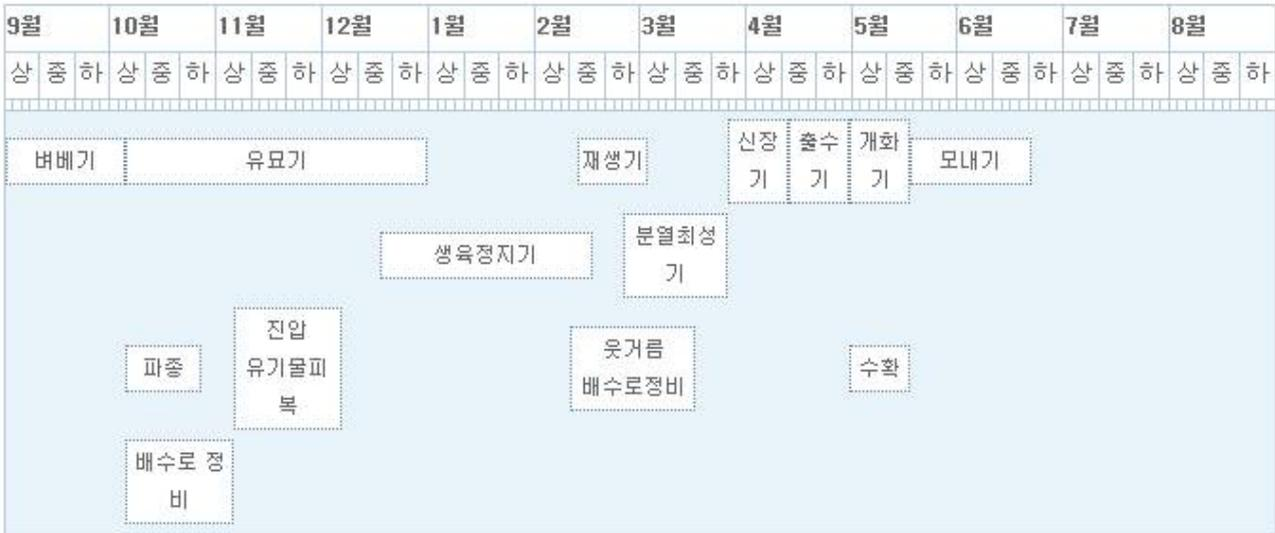 9월 10월 11월 12월 1월 2월 3월 4월 5월 6월 7월 8월
상 중 하 상 중 하 상 중 하 상 중 하 상 중 하 상 중 하 상 중 하 상 중 하 상 중 하 상 중 하 상 중 하 상 중 하
벼베기 유묘기 재생기 신장기 출수기 개화기 모내기
생육정지기 분열최성기
파종 진압 유기물피복 웃거름 배수로정비 수확
배수로 정비